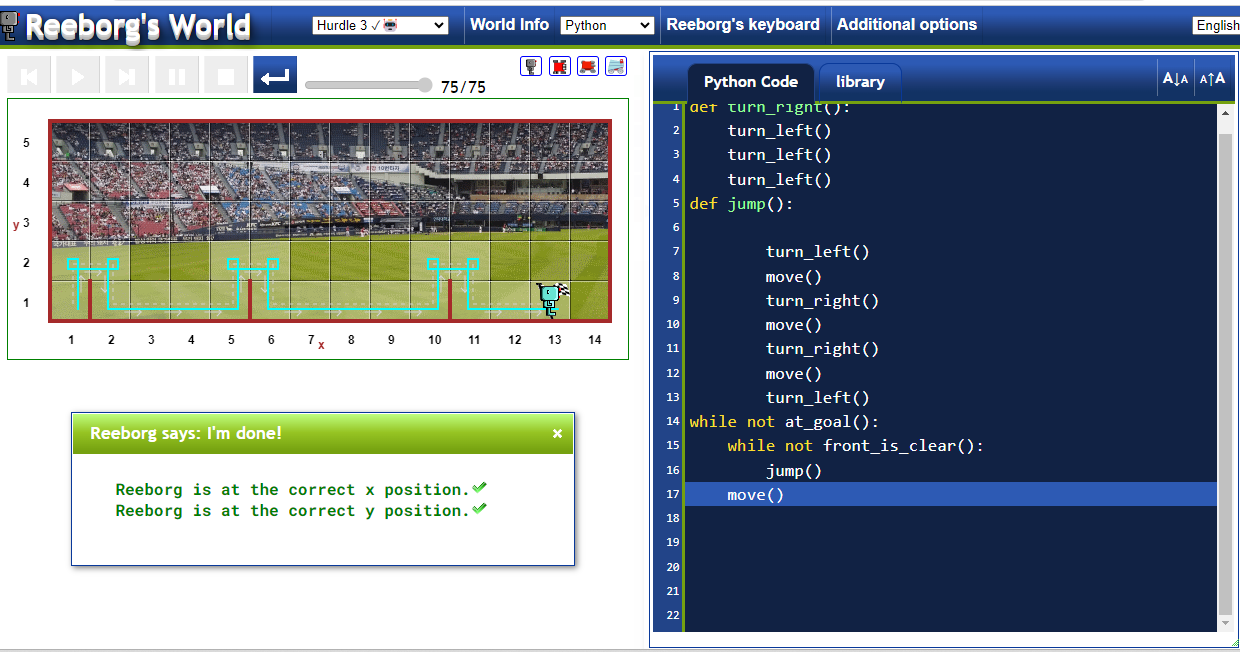 Reeborg's World
Hurdle 3 ✓
World Info
Python
Reeborg's keyboard
Additional options
English
75/75
5
4
y 3
2
1
1 2 3 4 5 6 7 x 8 9 10 11 12 13 14
Reeborg says: I'm done! ×
Reeborg is at the correct x position.✔
Reeborg is at the correct y position.✔
Python Code
library
A↓A A↑A
1 def turn_right():
2     turn_left()
3     turn_left()
4     turn_left()
5 def jump():
6
7         turn_left()
8         move()
9         turn_right()
10         move()
11         turn_right()
12         move()
13         turn_left()
14 while not at_goal():
15     while not front_is_clear():
16         jump()
17     move()
18
19
20
21
22